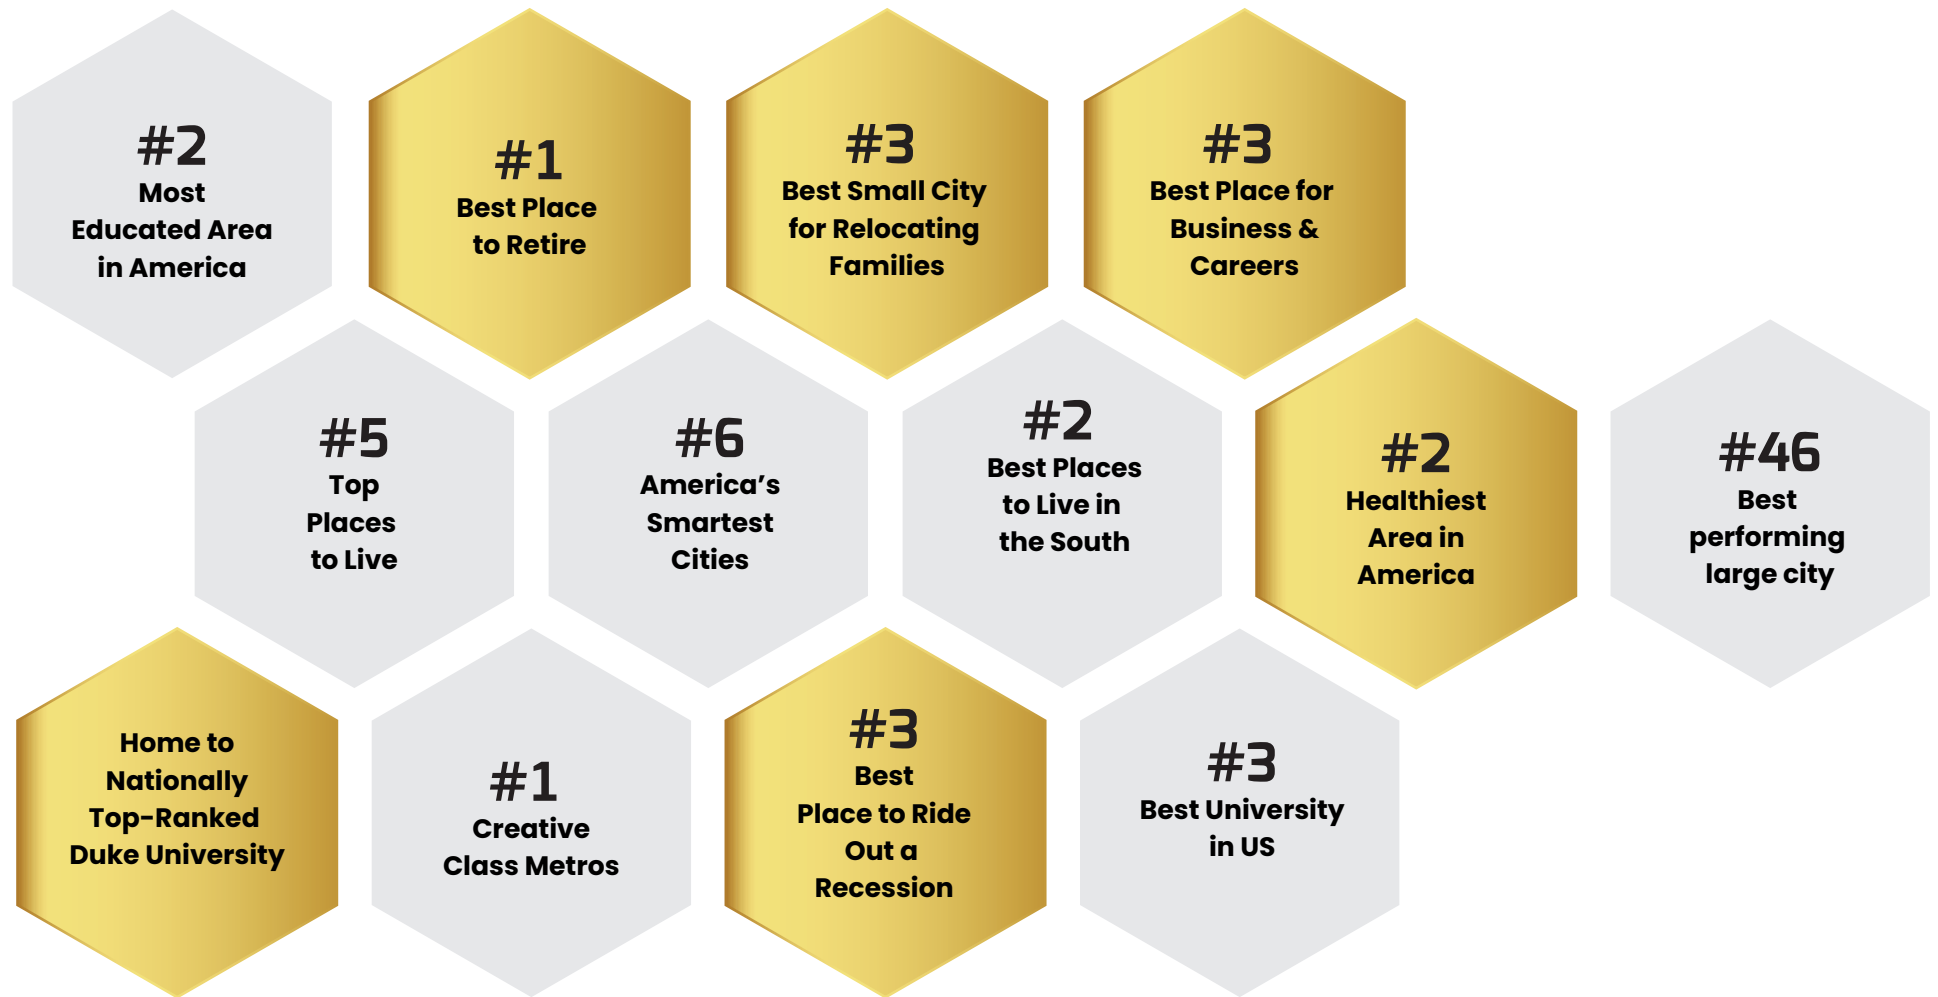 #2
Most
Educated Area
in America
#1
Best Place
to Retire
#3
Best Small City
for Relocating
Families
#3
Best Place for
Business &
Careers
#5
Top
Places
to Live
#6
America’s
Smartest
Cities
#2
Best Places
to Live in
the South
#2
Healthiest
Area in
America
#46
Best
performing
large city
Home to
Nationally
Top-Ranked
Duke University
#1
Creative
Class Metros
#3
Best
Place to Ride
Out a
Recession
#3
Best University
in US